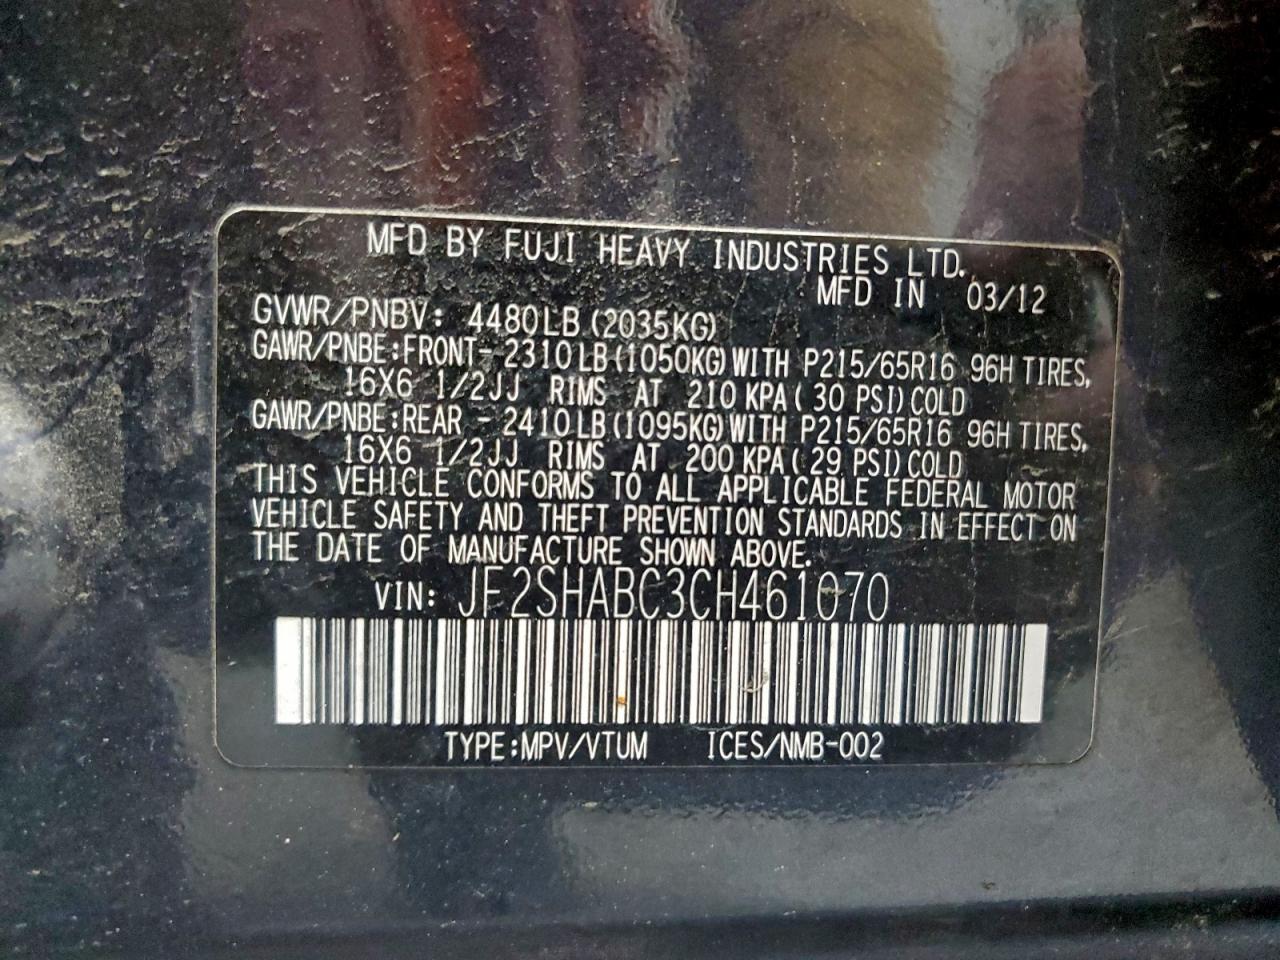 MFD BY FUJI HEAVY INDUSTRIES LTD.
MFD IN 03/12
GVWR/PNBV: 4480LB (2035KG)
GAWR/PNBE:FRONT- 2310LB(1050KG)WITH P215/65R16 96H TIRES,
16X6 1/2JJ RIMS AT 210 KPA( 30 PSI)COLD
GAWR/PNBE:REAR - 2410LB(1095KG)WITH P215/65R16 96H TIRES,
16X6 1/2JJ RIMS AT 200 KPA( 29 PSI)COLD
THIS VEHICLE CONFORMS TO ALL APPLICABLE FEDERAL MOTOR
VEHICLE SAFETY AND THEFT PREVENTION STANDARDS IN EFFECT ON
THE DATE OF MANUFACTURE SHOWN ABOVE.
VIN: JF2SHABC3CH461070
TYPE:MPV/VTUM ICES/NMB-002